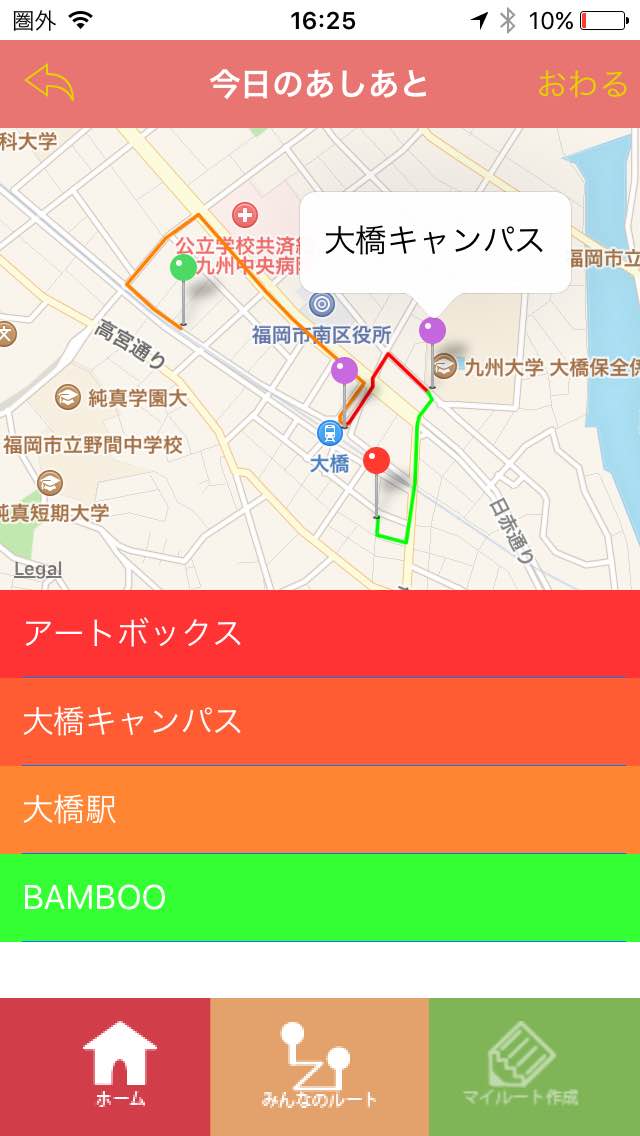 圏外 16:25 10%
今日のあしあと おわる
科大学
公立学校共済組
九州中央病院
大橋キャンパス
福岡市立
福岡市南区役所
高宮通り
九州大学 大橋保全係
純真学園大
福岡市立野間中学校
大橋
純真短期大学
日赤通り
Legal
アートボックス
大橋キャンパス
大橋駅
BAMBOO
ホーム
みんなのルート
マイルート作成